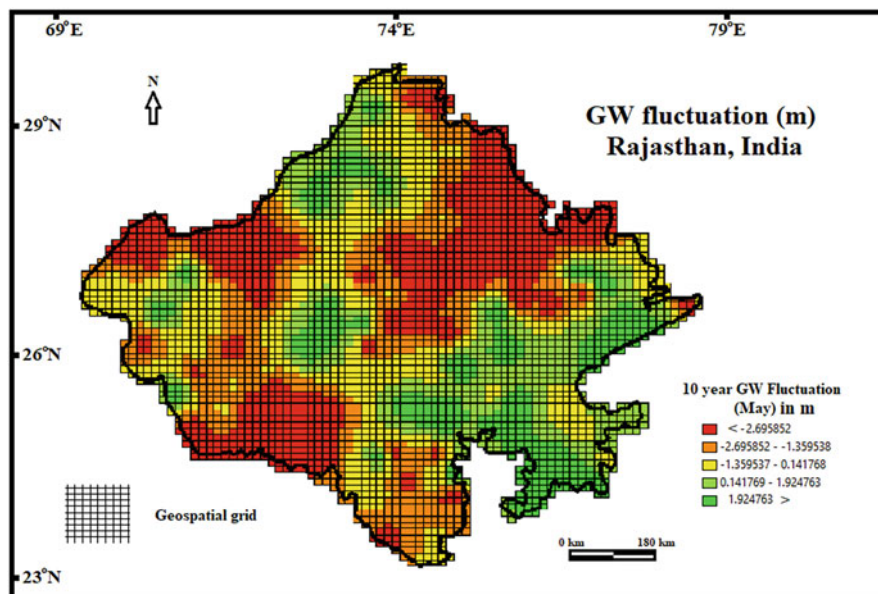 69°E 74°E 79°E
N
29°N
GW fluctuation (m)
Rajasthan, India
26°N
10 year GW Fluctuation
(May) in m
< -2.695852
-2.695852 - -1.359538
-1.359537 - 0.141768
0.141769 - 1.924763
1.924763 >
Geospatial grid
0 km 180 km
23°N